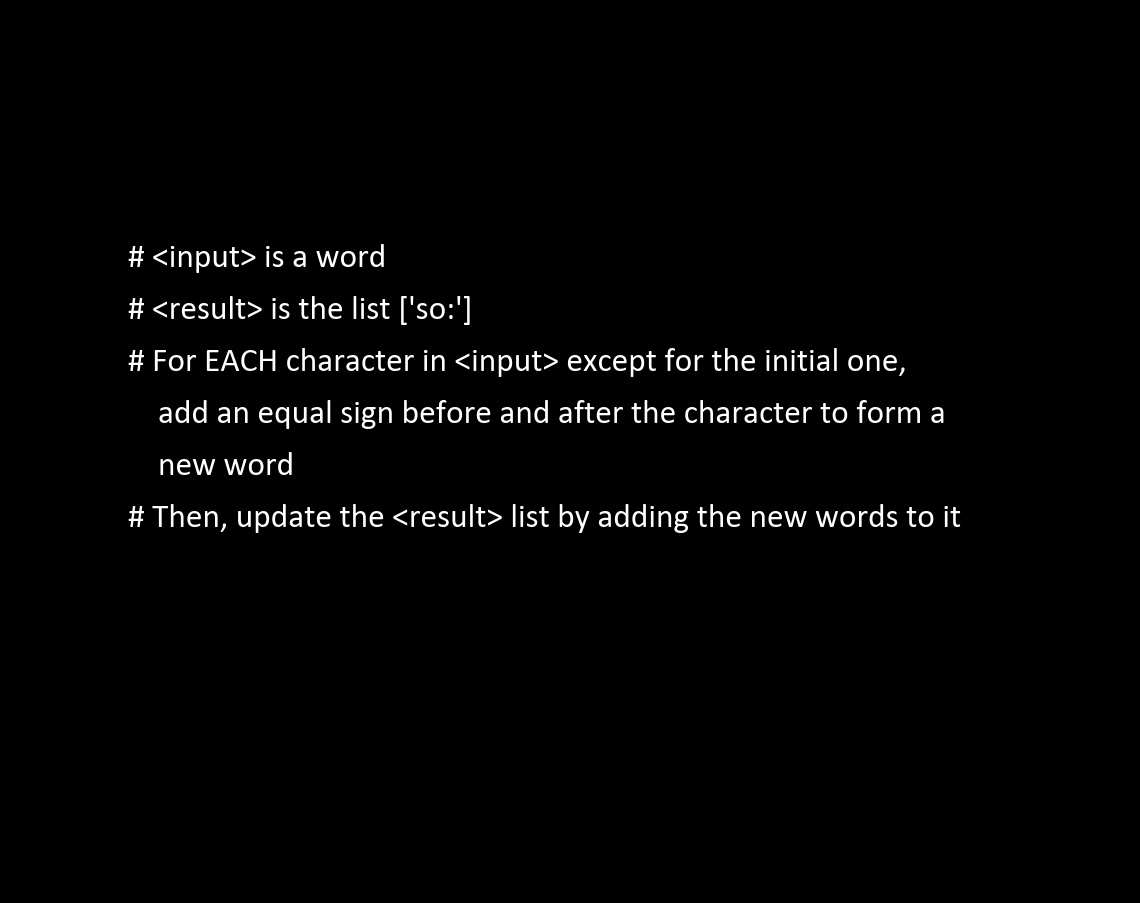 # <input> is a word
# <result> is the list ['so:']
# For EACH character in <input> except for the initial one,
add an equal sign before and after the character to form a
new word
# Then, update the <result> list by adding the new words to it